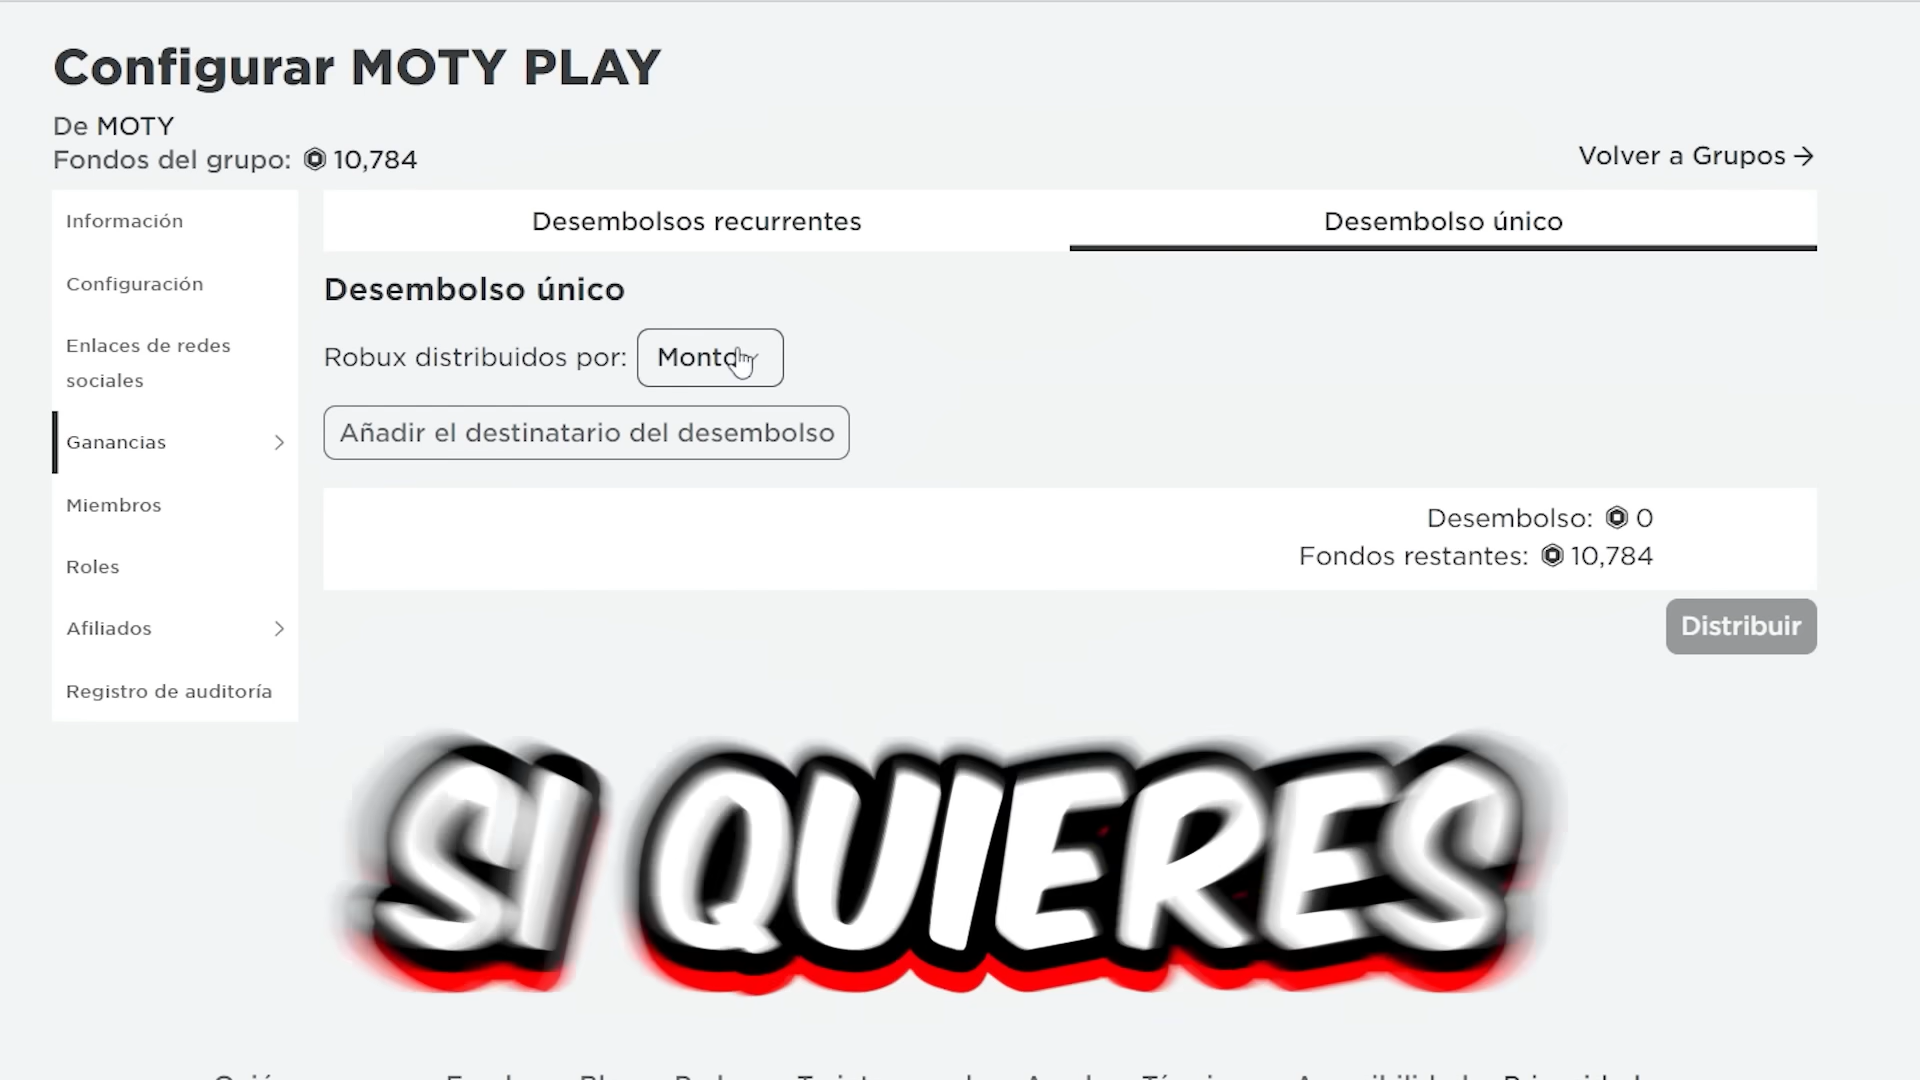 Configurar MOTY PLAY
De MOTY
Fondos del grupo: 10,784
Volver a Grupos →
Información
Configuración
Enlaces de redes
sociales
Ganancias
Miembros
Roles
Afiliados
Registro de auditoría
Desembolsos recurrentes
Desembolso único
Desembolso único
Robux distribuidos por: Monto
Añadir el destinatario del desembolso
Desembolso: 0
Fondos restantes: 10,784
Distribuir
SI QUIERES